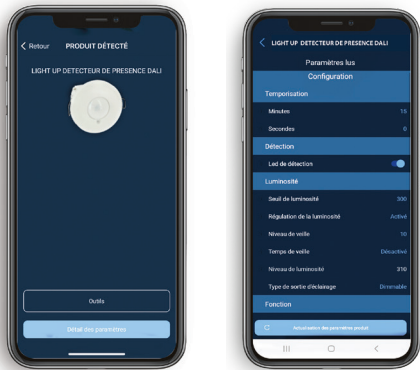 Retour
PRODUIT DÉTECTÉ
LIGHT UP DETECTEUR DE PRESENCE DALI
Outils
Détail des paramètres
LIGHT UP DETECTEUR DE PRESENCE DALI
Paramètres lus
Configuration
Temporisation
Minutes 15
Secondes 0
Détection
Led de détection
Luminosité
Seuil de luminosité 300
Régulation de la luminosité Activé
Niveau de veille 10
Temps de veille Désactivé
Niveau de luminosité 310
Type de sortie d'éclairage Dimmable
Fonction
Actualisation des paramètres produit